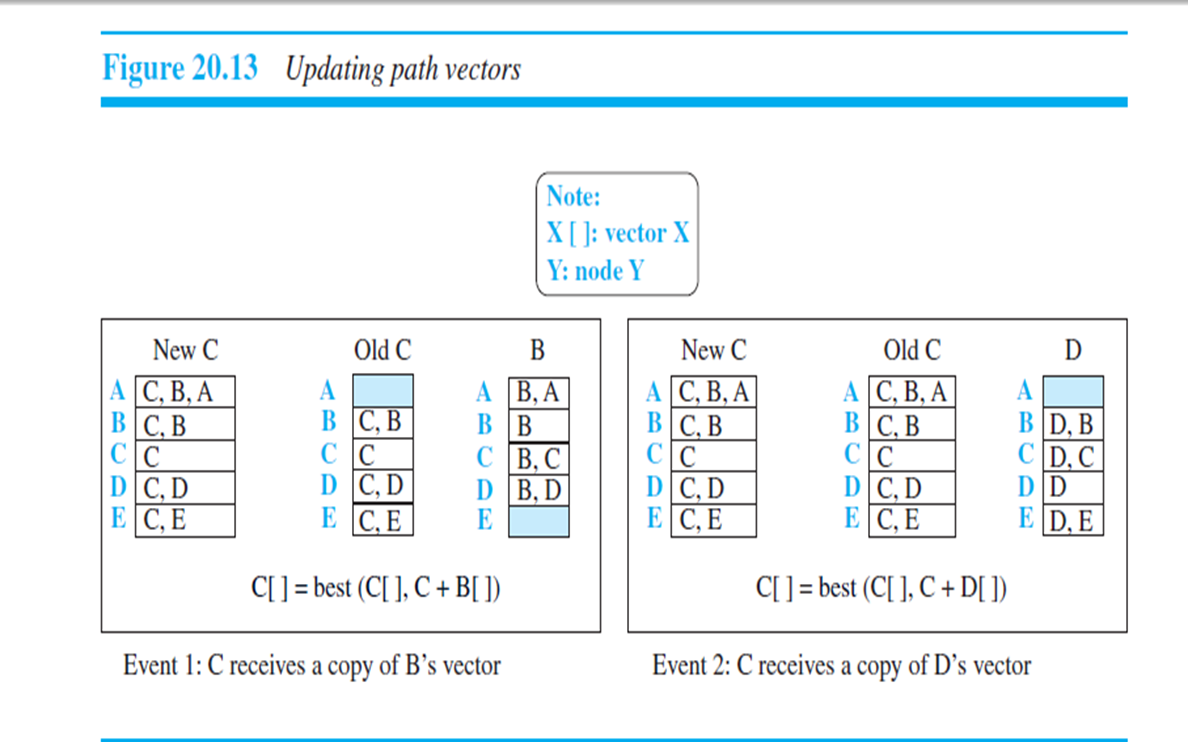 Figure 20.13 Updating path vectors
Note:
X [ ]: vector X
Y: node Y
New C Old C B
A C, B, A A A B, A
B C, B B C, B B B
C C C C C B, C
D C, D D C, D D B, D
E C, E E C, E E
C[ ] = best (C[ ], C + B[ ])
Event 1: C receives a copy of B's vector
New C Old C D
A C, B, A A C, B, A A
B C, B B C, B B D, B
C C C C C D, C
D C, D D C, D D D
E C, E E C, E E D, E
C[ ] = best (C[ ], C + D[ ])
Event 2: C receives a copy of D's vector